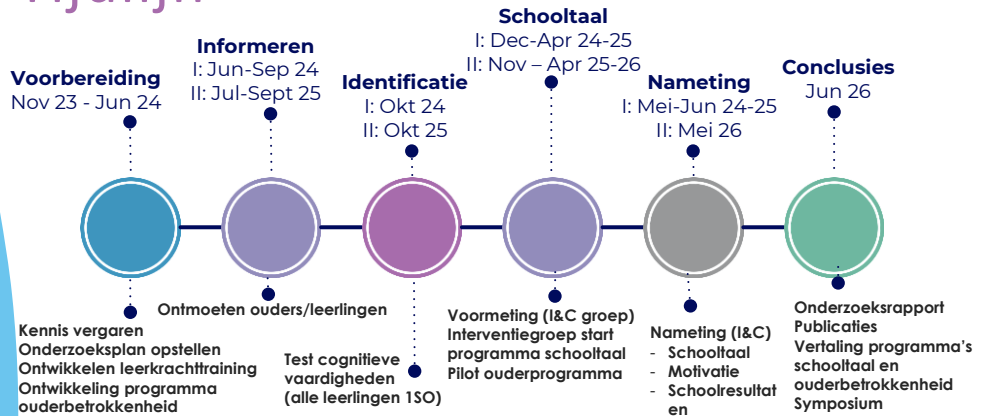 Voorbereiding
Nov 23 - Jun 24
Informeren
I: Jun-Sep 24
II: Jul-Sept 25
Identificatie
I: Okt 24
II: Okt 25
Schooltaal
I: Dec-Apr 24-25
II: Nov – Apr 25-26
Nameting
I: Mei-Jun 24-25
II: Mei 26
Conclusies
Jun 26
Kennis vergaren
Onderzoeksplan opstellen
Ontwikkelen leerkrachttraining
Ontwikkeling programma
ouderbetrokkenheid
Ontmoeten ouders/leerlingen
Test cognitieve
vaardigheden
(alle leerlingen 1SO)
Voormeting (I&C groep)
Interventiegroep start
programma schooltaal
Pilot ouderprogramma
Nameting (I&C)
- Schooltaal
- Motivatie
- Schoolresultat
en
Onderzoeksrapport
Publicaties
Vertaling programma's
schooltaal en
ouderbetrokkenheid
Symposium